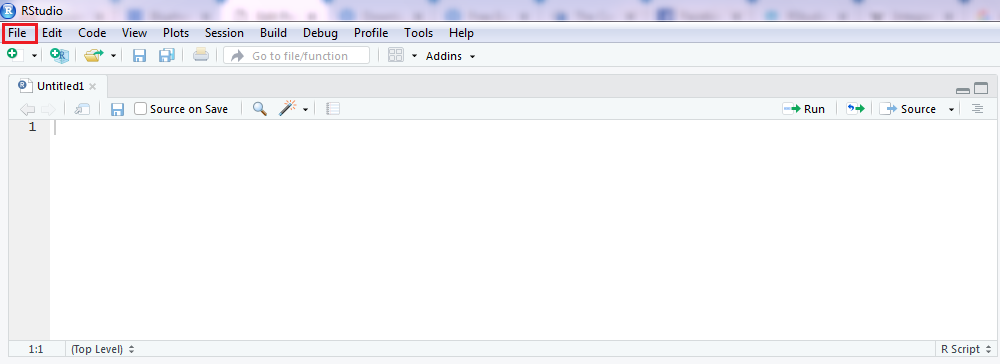 RStudio
File Edit Code View Plots Session Build Debug Profile Tools Help
Go to file/function Addins
Untitled1
Source on Save Run Source
1
1:1 (Top Level) R Script